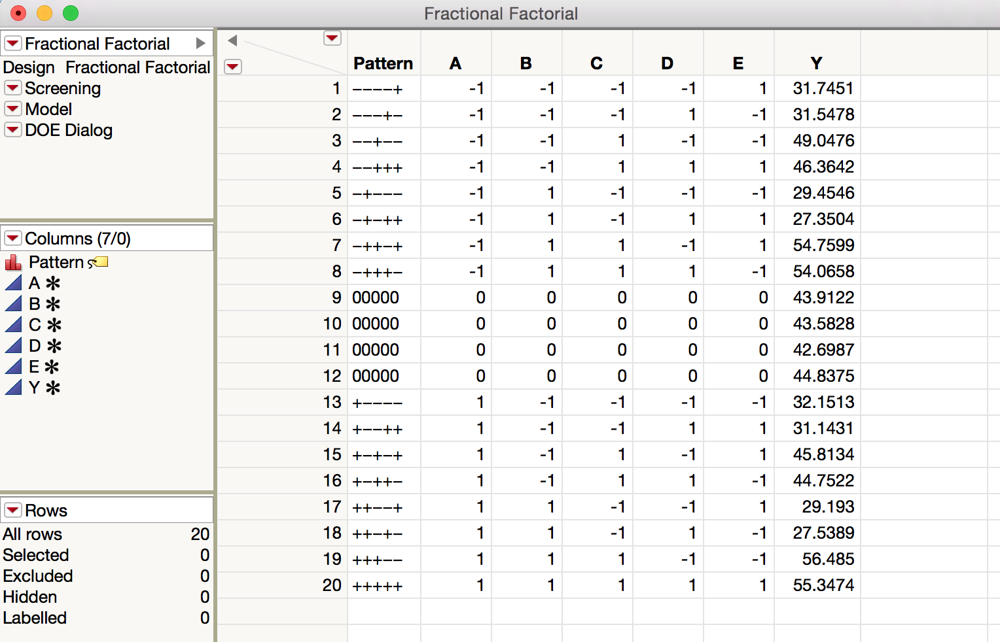 Fractional Factorial
Fractional Factorial
Design Fractional Factorial
Screening
Model
DOE Dialog
Columns (7/0)
Pattern
A
B
C
D
E
Y
Rows
All rows 20
Selected 0
Excluded 0
Hidden 0
Labelled 0
Pattern A B C D E Y
1 −−−−+ -1 -1 -1 -1 1 31.7451
2 −−−+− -1 -1 -1 1 -1 31.5478
3 −−+−− -1 -1 1 -1 -1 49.0476
4 −−+++ -1 -1 1 1 1 46.3642
5 −+−−− -1 1 -1 -1 -1 29.4546
6 −+−++ -1 1 -1 1 1 27.3504
7 −++−+ -1 1 1 -1 1 54.7599
8 −+++− -1 1 1 1 -1 54.0658
9 00000 0 0 0 0 0 43.9122
10 00000 0 0 0 0 0 43.5828
11 00000 0 0 0 0 0 42.6987
12 00000 0 0 0 0 0 44.8375
13 +−−−− 1 -1 -1 -1 -1 32.1513
14 +−−++ 1 -1 -1 1 1 31.1431
15 +−+−+ 1 -1 1 -1 1 45.8134
16 +−++− 1 -1 1 1 -1 44.7522
17 ++−−+ 1 1 -1 -1 1 29.193
18 ++−+− 1 1 -1 1 -1 27.5389
19 +++−− 1 1 1 -1 -1 56.485
20 +++++ 1 1 1 1 1 55.3474